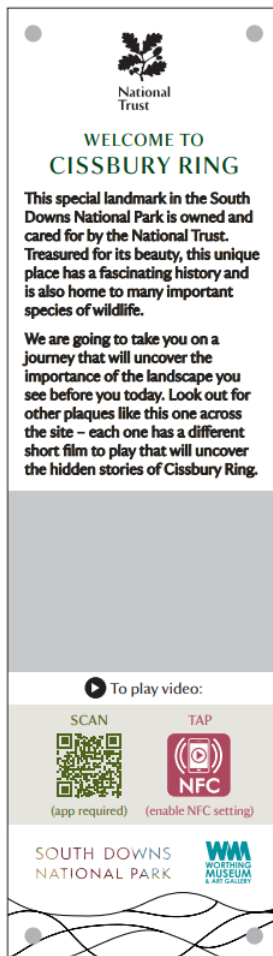 National
Trust
WELCOME TO
CISSBURY RING
This special landmark in the South
Downs National Park is owned and
cared for by the National Trust.
Treasured for its beauty, this unique
place has a fascinating history and
is also home to many important
species of wildlife.
We are going to take you on a
journey that will uncover the
importance of the landscape you
see before you today. Look out for
other plaques like this one across
the site – each one has a different
short film to play that will uncover
the hidden stories of Cissbury Ring.
To play video:
SCAN
(app required)
TAP
NFC
(enable NFC setting)
SOUTH DOWNS
NATIONAL PARK
WM
WORTHING
MUSEUM
& ART GALLERY